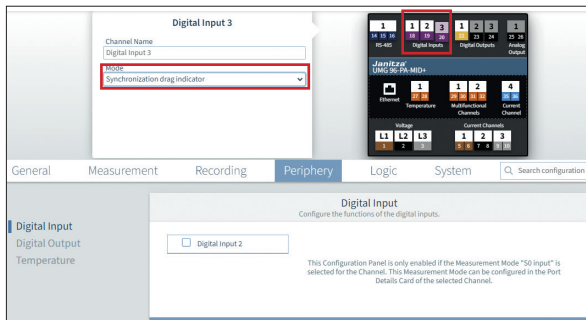 Digital Input 3
Channel Name
Digital Input 3
Mode
Synchronization drag indicator
1 1 2 3 1 2 3 1
14 15 16 18 19 20 23 24 25 26
RS-485 Digital Inputs Digital Outputs Analog Output
Janitza®
UMG 96-PA-MID+
1 1 2 4
27 28 29 30 31 32 35 36
Ethernet Temperature Multifunctional Channels Current Channel
Voltage Current Channels
L1 L2 L3 1 2 3
1 2 3 5 6 7 8 9 10
General Measurement Recording Periphery Logic System Search configuration
Digital Input
Configure the functions of the digital inputs.
Digital Input
Digital Output
Temperature
Digital Input 2
This Configuration Panel is only enabled if the Measurement Mode "S0 input" is
selected for the Channel. This Measurement Mode can be configured in the Port
Details Card of the selected Channel.